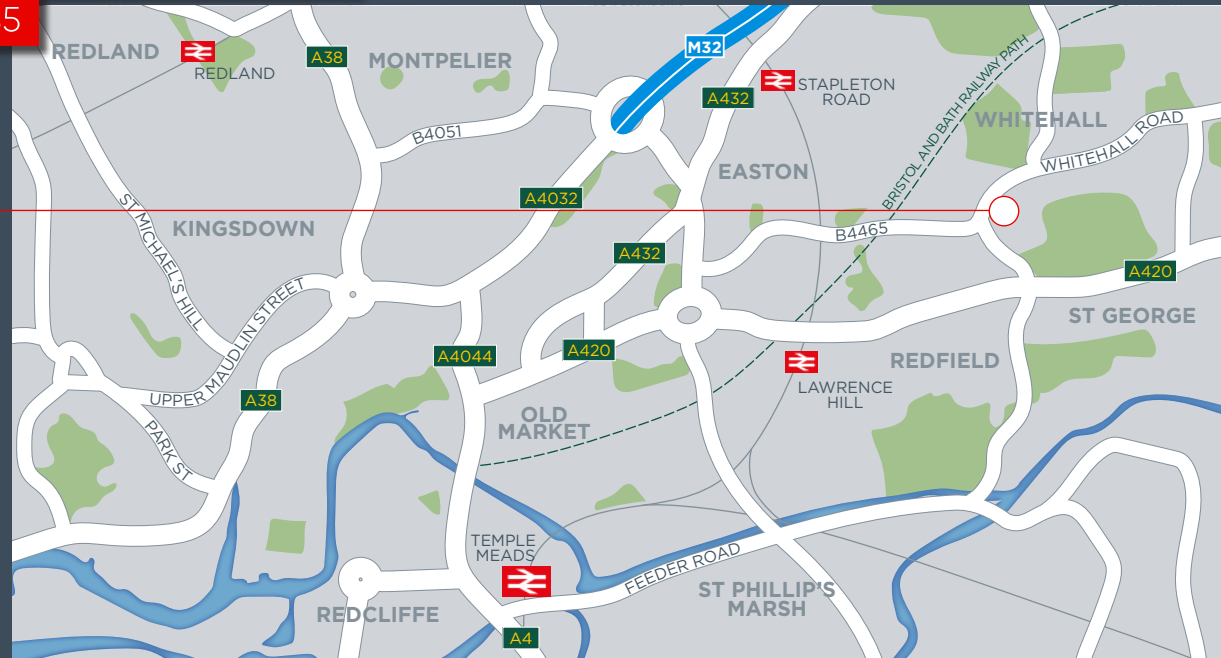 5
REDLAND
REDLAND
A38
MONTPELIER
M32
A432
STAPLETON
ROAD
BRISTOL AND BATH RAILWAY PATH
WHITEHALL
WHITEHALL ROAD
B4051
EASTON
A4032
ST MICHAEL'S HILL
KINGSDOWN
B4465
A432
A420
UPPER MAUDLIN STREET
ST GEORGE
A4044
A420
REDFIELD
LAWRENCE
HILL
A38
OLD
MARKET
PARK ST
TEMPLE
MEADS
FEEDER ROAD
ST PHILLIP'S
MARSH
REDCLIFFE
A4